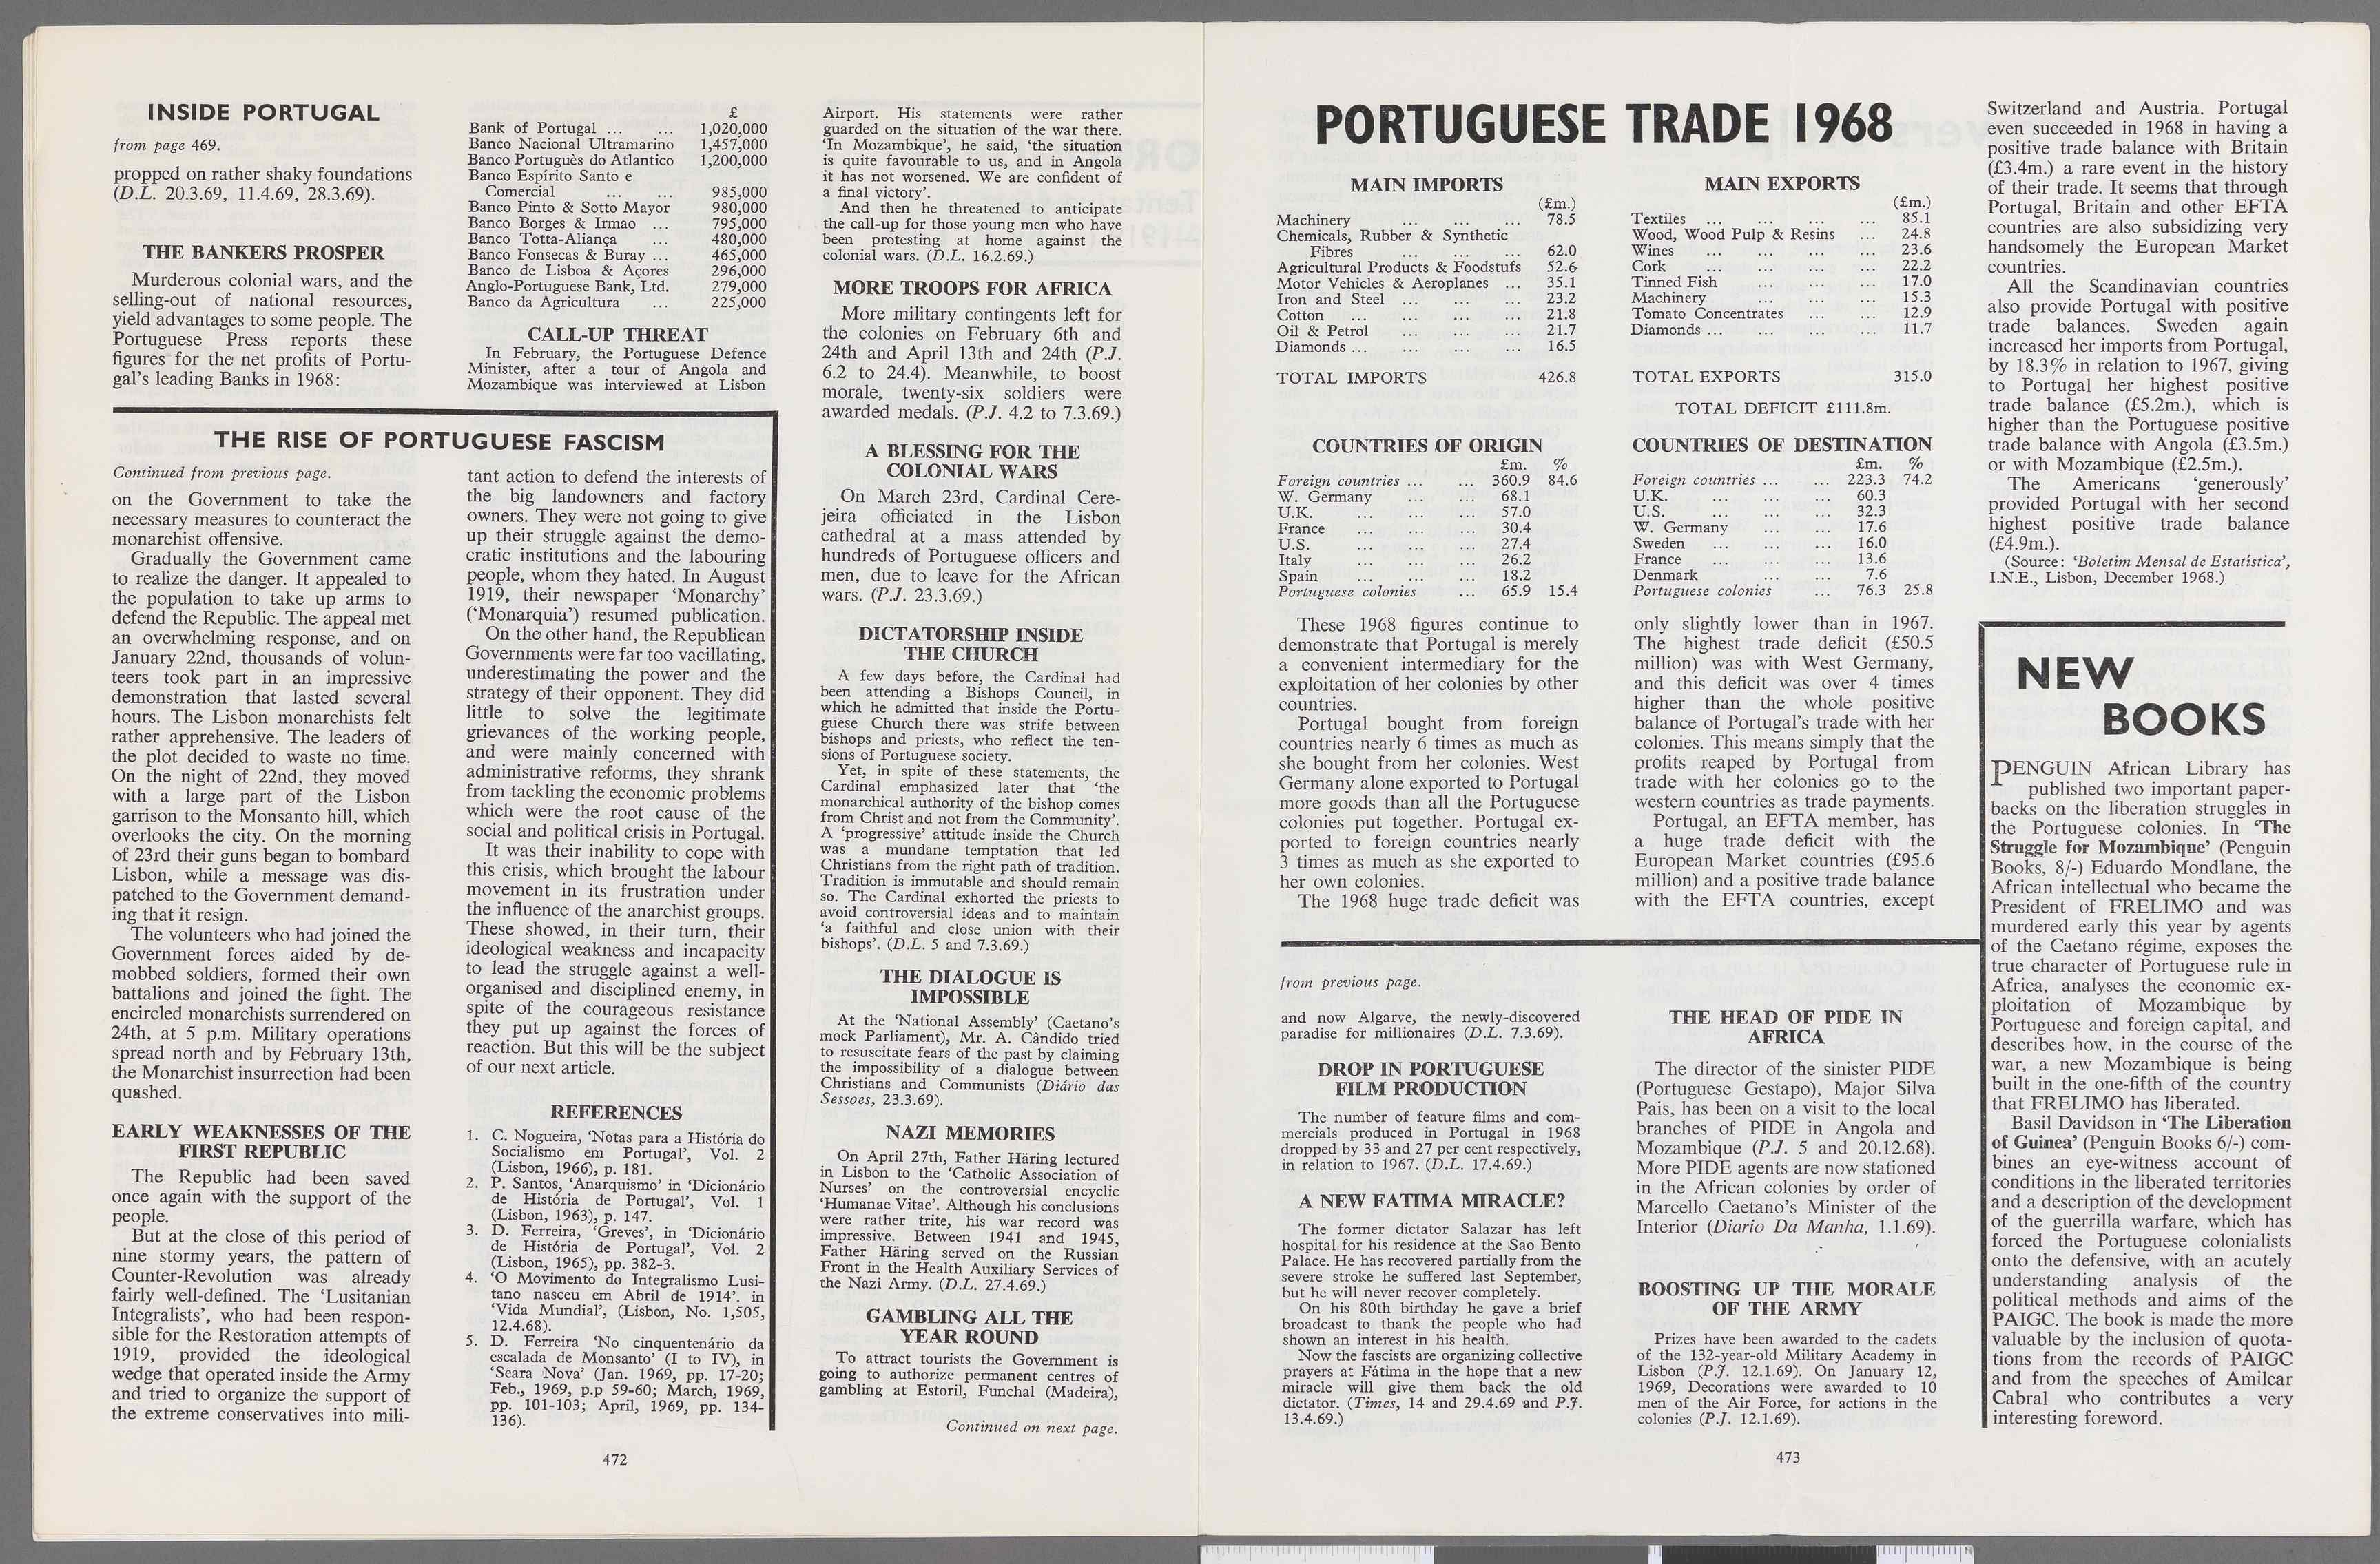 INSIDE PORTUGAL
from page 469.
propped on rather shaky foundations
(D.L. 20.3.69, 11.4.69, 28.3.69).
THE BANKERS PROSPER
Murderous colonial wars, and the
selling-out of national resources,
yield advantages to some people. The
Portuguese Press reports these
figures for the net profits of Portu-
gal's leading Banks in 1968:
£
Bank of Portugal ... ... 1,020,000
Banco Nacional Ultramarino 1,457,000
Banco Portuguès do Atlantico 1,200,000
Banco Espírito Santo e
Comercial ... ... 985,000
Banco Pinto & Sotto Mayor 980,000
Banco Borges & Irmao ... 795,000
Banco Totta-Aliança ... 480,000
Banco Fonsecas & Buray ... 465,000
Banco de Lisboa & Açores 296,000
Anglo-Portuguese Bank, Ltd. 279,000
Banco da Agricultura ... 225,000
CALL-UP THREAT
In February, the Portuguese Defence
Minister, after a tour of Angola and
Mozambique was interviewed at Lisbon
Airport. His statements were rather
guarded on the situation of the war there.
'In Mozambique', he said, 'the situation
is quite favourable to us, and in Angola
it has not worsened. We are confident of
a final victory'.
And then he threatened to anticipate
the call-up for those young men who have
been protesting at home against the
colonial wars. (D.L. 16.2.69.)
MORE TROOPS FOR AFRICA
More military contingents left for
the colonies on February 6th and
24th and April 13th and 24th (P.J.
6.2 to 24.4). Meanwhile, to boost
morale, twenty-six soldiers were
awarded medals. (P.J. 4.2 to 7.3.69.)
A BLESSING FOR THE
COLONIAL WARS
On March 23rd, Cardinal Cere-
jeira officiated in the Lisbon
cathedral at a mass attended by
hundreds of Portuguese officers and
men, due to leave for the African
wars. (P.J. 23.3.69.)
DICTATORSHIP INSIDE
THE CHURCH
A few days before, the Cardinal had
been attending a Bishops Council, in
which he admitted that inside the Portu-
guese Church there was strife between
bishops and priests, who reflect the ten-
sions of Portuguese society.
Yet, in spite of these statements, the
Cardinal emphasized later that 'the
monarchical authority of the bishop comes
from Christ and not from the Community'.
A 'progressive' attitude inside the Church
was a mundane temptation that led
Christians from the right path of tradition.
Tradition is immutable and should remain
so. The Cardinal exhorted the priests to
avoid controversial ideas and to maintain
'a faithful and close union with their
bishops'. (D.L. 5 and 7.3.69.)
THE DIALOGUE IS
IMPOSSIBLE
At the 'National Assembly' (Caetano's
mock Parliament), Mr. A. Cândido tried
to resuscitate fears of the past by claiming
the impossibility of a dialogue between
Christians and Communists (Diário das
Sessoes, 23.3.69).
NAZI MEMORIES
On April 27th, Father Häring lectured
in Lisbon to the 'Catholic Association of
Nurses' on the controversial encyclic
'Humanae Vitae'. Although his conclusions
were rather trite, his war record was
impressive. Between 1941 and 1945,
Father Häring served on the Russian
Front in the Health Auxiliary Services of
the Nazi Army. (D.L. 27.4.69.)
GAMBLING ALL THE
YEAR ROUND
To attract tourists the Government is
going to authorize permanent centres of
gambling at Estoril, Funchal (Madeira),
Continued on next page.
THE RISE OF PORTUGUESE FASCISM
Continued from previous page.
on the Government to take the
necessary measures to counteract the
monarchist offensive.
Gradually the Government came
to realize the danger. It appealed to
the population to take up arms to
defend the Republic. The appeal met
an overwhelming response, and on
January 22nd, thousands of volun-
teers took part in an impressive
demonstration that lasted several
hours. The Lisbon monarchists felt
rather apprehensive. The leaders of
the plot decided to waste no time.
On the night of 22nd, they moved
with a large part of the Lisbon
garrison to the Monsanto hill, which
overlooks the city. On the morning
of 23rd their guns began to bombard
Lisbon, while a message was dis-
patched to the Government demand-
ing that it resign.
The volunteers who had joined the
Government forces aided by de-
mobbed soldiers, formed their own
battalions and joined the fight. The
encircled monarchists surrendered on
24th, at 5 p.m. Military operations
spread north and by February 13th,
the Monarchist insurrection had been
quashed.
EARLY WEAKNESSES OF THE
FIRST REPUBLIC
The Republic had been saved
once again with the support of the
people.
But at the close of this period of
nine stormy years, the pattern of
Counter-Revolution was already
fairly well-defined. The 'Lusitanian
Integralists', who had been respon-
sible for the Restoration attempts of
1919, provided the ideological
wedge that operated inside the Army
and tried to organize the support of
the extreme conservatives into mili-
tant action to defend the interests of
the big landowners and factory
owners. They were not going to give
up their struggle against the demo-
cratic institutions and the labouring
people, whom they hated. In August
1919, their newspaper 'Monarchy'
('Monarquia') resumed publication.
On the other hand, the Republican
Governments were far too vacillating,
underestimating the power and the
strategy of their opponent. They did
little to solve the legitimate
grievances of the working people,
and were mainly concerned with
administrative reforms, they shrank
from tackling the economic problems
which were the root cause of the
social and political crisis in Portugal.
It was their inability to cope with
this crisis, which brought the labour
movement in its frustration under
the influence of the anarchist groups.
These showed, in their turn, their
ideological weakness and incapacity
to lead the struggle against a well-
organised and disciplined enemy, in
spite of the courageous resistance
they put up against the forces of
reaction. But this will be the subject
of our next article.
REFERENCES
1. C. Nogueira, 'Notas para a História do
Socialismo em Portugal', Vol. 2
(Lisbon, 1966), p. 181.
2. P. Santos, 'Anarquismo' in 'Dicionário
de História de Portugal', Vol. 1
(Lisbon, 1963), p. 147.
3. D. Ferreira, 'Greves', in 'Dicionário
de História de Portugal', Vol. 2
(Lisbon, 1965), pp. 382-3.
4. 'O Movimento do Integralismo Lusi-
tano nasceu em Abril de 1914'. in
'Vida Mundial', (Lisbon, No. 1,505,
12.4.68).
5. D. Ferreira 'No cinquentenário da
escalada de Monsanto' (I to IV), in
'Seara Nova' (Jan. 1969, pp. 17-20;
Feb., 1969, p.p 59-60; March, 1969,
pp. 101-103; April, 1969, pp. 134-
136).
472
PORTUGUESE TRADE 1968
MAIN IMPORTS
(£m.)
Machinery ... ... ... 78.5
Chemicals, Rubber & Synthetic
Fibres ... ... ... 62.0
Agricultural Products & Foodstufs 52.6
Motor Vehicles & Aeroplanes ... 35.1
Iron and Steel ... ... ... 23.2
Cotton ... ... ... ... 21.8
Oil & Petrol ... ... ... 21.7
Diamonds ... ... ... ... 16.5
TOTAL IMPORTS 426.8
MAIN EXPORTS
(£m.)
Textiles ... ... ... ... 85.1
Wood, Wood Pulp & Resins ... 24.8
Wines ... ... ... ... 23.6
Cork ... ... ... ... 22.2
Tinned Fish ... ... ... 17.0
Machinery ... ... ... 15.3
Tomato Concentrates ... ... 12.9
Diamonds ... ... ... ... 11.7
TOTAL EXPORTS 315.0
TOTAL DEFICIT £111.8m.
COUNTRIES OF ORIGIN
£m. %
Foreign countries ... ... 360.9 84.6
W. Germany ... ... 68.1
U.K. ... ... ... 57.0
France ... ... ... 30.4
U.S. ... ... ... 27.4
Italy ... ... ... 26.2
Spain ... ... ... 18.2
Portuguese colonies ... 65.9 15.4
COUNTRIES OF DESTINATION
£m. %
Foreign countries ... ... 223.3 74.2
U.K. ... ... ... 60.3
U.S. ... ... ... 32.3
W. Germany ... ... 17.6
Sweden ... ... ... 16.0
France ... ... ... 13.6
Denmark ... ... 7.6
Portuguese colonies ... 76.3 25.8
These 1968 figures continue to
demonstrate that Portugal is merely
a convenient intermediary for the
exploitation of her colonies by other
countries.
Portugal bought from foreign
countries nearly 6 times as much as
she bought from her colonies. West
Germany alone exported to Portugal
more goods than all the Portuguese
colonies put together. Portugal ex-
ported to foreign countries nearly
3 times as much as she exported to
her own colonies.
The 1968 huge trade deficit was
only slightly lower than in 1967.
The highest trade deficit (£50.5
million) was with West Germany,
and this deficit was over 4 times
higher than the whole positive
balance of Portugal's trade with her
colonies. This means simply that the
profits reaped by Portugal from
trade with her colonies go to the
western countries as trade payments.
Portugal, an EFTA member, has
a huge trade deficit with the
European Market countries (£95.6
million) and a positive trade balance
with the EFTA countries, except
Switzerland and Austria. Portugal
even succeeded in 1968 in having a
positive trade balance with Britain
(£3.4m.) a rare event in the history
of their trade. It seems that through
Portugal, Britain and other EFTA
countries are also subsidizing very
handsomely the European Market
countries.
All the Scandinavian countries
also provide Portugal with positive
trade balances. Sweden again
increased her imports from Portugal,
by 18.3% in relation to 1967, giving
to Portugal her highest positive
trade balance (£5.2m.), which is
higher than the Portuguese positive
trade balance with Angola (£3.5m.)
or with Mozambique (£2.5m.).
The Americans 'generously'
provided Portugal with her second
highest positive trade balance
(£4.9m.).
(Source: 'Boletim Mensal de Estatística',
I.N.E., Lisbon, December 1968.)
from previous page.
and now Algarve, the newly-discovered
paradise for millionaires (D.L. 7.3.69).
DROP IN PORTUGUESE
FILM PRODUCTION
The number of feature films and com-
mercials produced in Portugal in 1968
dropped by 33 and 27 per cent respectively,
in relation to 1967. (D.L. 17.4.69.)
A NEW FATIMA MIRACLE?
The former dictator Salazar has left
hospital for his residence at the Sao Bento
Palace. He has recovered partially from the
severe stroke he suffered last September,
but he will never recover completely.
On his 80th birthday he gave a brief
broadcast to thank the people who had
shown an interest in his health.
Now the fascists are organizing collective
prayers at Fátima in the hope that a new
miracle will give them back the old
dictator. (Times, 14 and 29.4.69 and P.J.
13.4.69.)
THE HEAD OF PIDE IN
AFRICA
The director of the sinister PIDE
(Portuguese Gestapo), Major Silva
Pais, has been on a visit to the local
branches of PIDE in Angola and
Mozambique (P.J. 5 and 20.12.68).
More PIDE agents are now stationed
in the African colonies by order of
Marcello Caetano's Minister of the
Interior (Diario Da Manha, 1.1.69).
BOOSTING UP THE MORALE
OF THE ARMY
Prizes have been awarded to the cadets
of the 132-year-old Military Academy in
Lisbon (P.J. 12.1.69). On January 12,
1969, Decorations were awarded to 10
men of the Air Force, for actions in the
colonies (P.J. 12.1.69).
NEW
BOOKS
PENGUIN African Library has
published two important paper-
backs on the liberation struggles in
the Portuguese colonies. In 'The
Struggle for Mozambique' (Penguin
Books, 8/-) Eduardo Mondlane, the
African intellectual who became the
President of FRELIMO and was
murdered early this year by agents
of the Caetano régime, exposes the
true character of Portuguese rule in
Africa, analyses the economic ex-
ploitation of Mozambique by
Portuguese and foreign capital, and
describes how, in the course of the
war, a new Mozambique is being
built in the one-fifth of the country
that FRELIMO has liberated.
Basil Davidson in 'The Liberation
of Guinea' (Penguin Books 6/-) com-
bines an eye-witness account of
conditions in the liberated territories
and a description of the development
of the guerrilla warfare, which has
forced the Portuguese colonialists
onto the defensive, with an acutely
understanding analysis of the
political methods and aims of the
PAIGC. The book is made the more
valuable by the inclusion of quota-
tions from the records of PAIGC
and from the speeches of Amilcar
Cabral who contributes a very
interesting foreword.
473